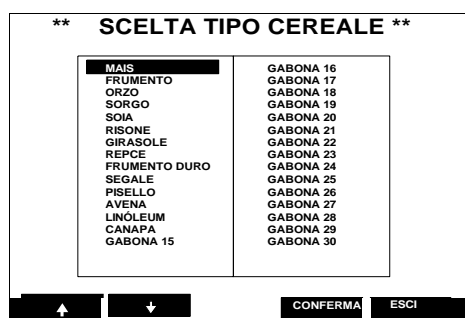 ** SCELTA TIPO CEREALE **
MAIS
FRUMENTO
ORZO
SORGO
SOIA
RISONE
GIRASOLE
REPCE
FRUMENTO DURO
SEGALE
PISELLO
AVENA
LINÓLEUM
CANAPA
GABONA 15
GABONA 16
GABONA 17
GABONA 18
GABONA 19
GABONA 20
GABONA 21
GABONA 22
GABONA 23
GABONA 24
GABONA 25
GABONA 26
GABONA 27
GABONA 28
GABONA 29
GABONA 30
CONFERMA ESCI